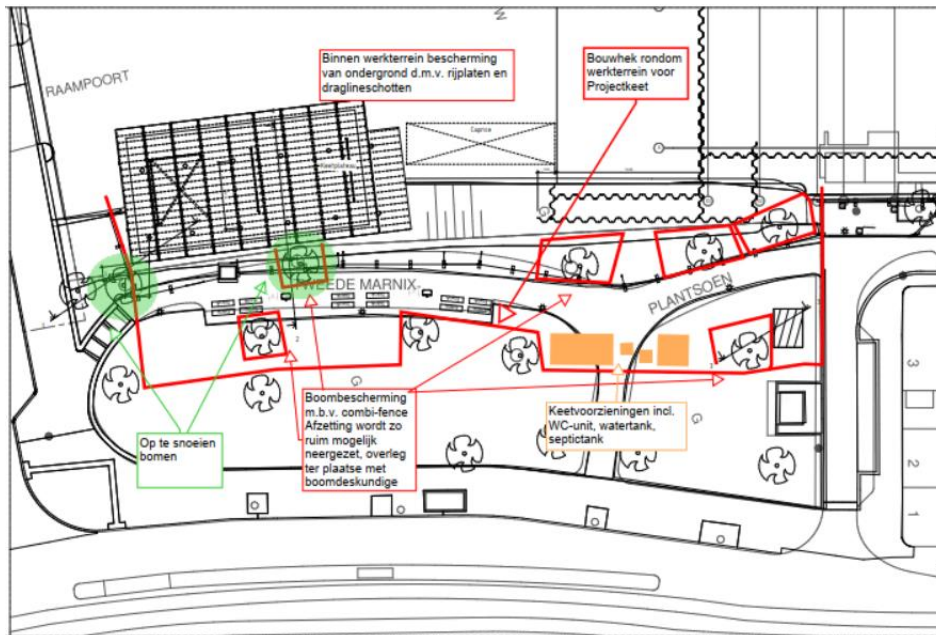 Binnen werkterrein bescherming
van ondergrond d.m.v. rijplaten en
draglineschotten
Bouwhek rondom
werkterrein voor
Projectkeet
RAAMPOORT
Caprice
TWEEDE MARNIX
PLANTSOEN
Boombescherming
m.b.v. combi-fence
Afzetting wordt zo
ruim mogelijk
neergezet, overleg
ter plaatse met
boomdeskundige
Keetvoorzieningen incl.
WC-unit, watertank,
septictank
Op te snoeien
bomen
G
G
3
2
1